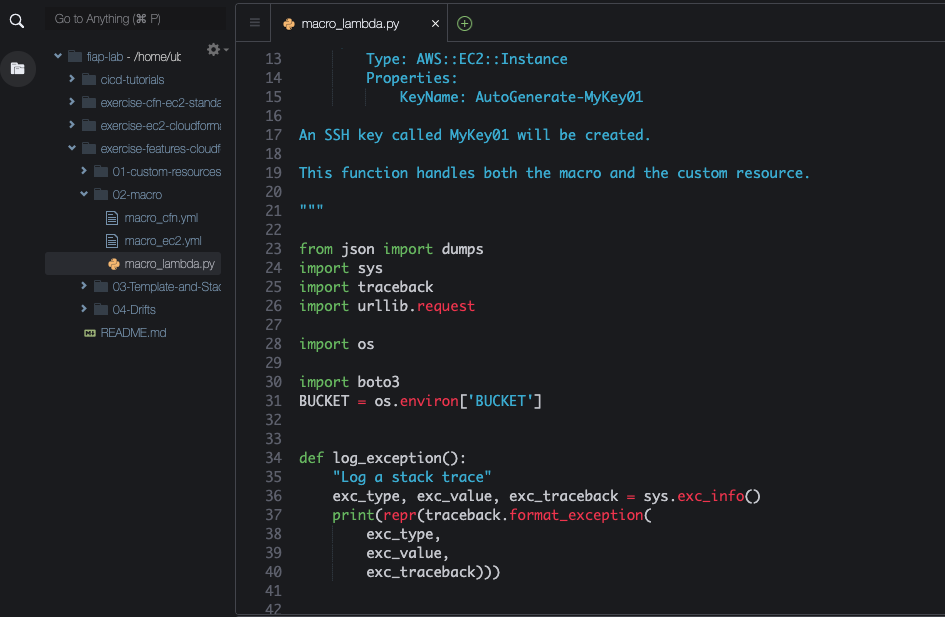 Go to Anything (⌘ P)
fiap-lab - /home/ub
cicd-tutorials
exercise-cfn-ec2-standa
exercise-ec2-cloudforma
exercise-features-cloudf
01-custom-resources
02-macro
macro_cfn.yml
macro_ec2.yml
macro_lambda.py
03-Template-and-Stac
04-Drifts
README.md
macro_lambda.py
13 Type: AWS::EC2::Instance
14 Properties:
15 KeyName: AutoGenerate-MyKey01
16
17 An SSH key called MyKey01 will be created.
18
19 This function handles both the macro and the custom resource.
20
21 """
22
23 from json import dumps
24 import sys
25 import traceback
26 import urllib.request
27
28 import os
29
30 import boto3
31 BUCKET = os.environ['BUCKET']
32
33
34 def log_exception():
35 "Log a stack trace"
36 exc_type, exc_value, exc_traceback = sys.exc_info()
37 print(repr(traceback.format_exception(
38 exc_type,
39 exc_value,
40 exc_traceback)))
41
42